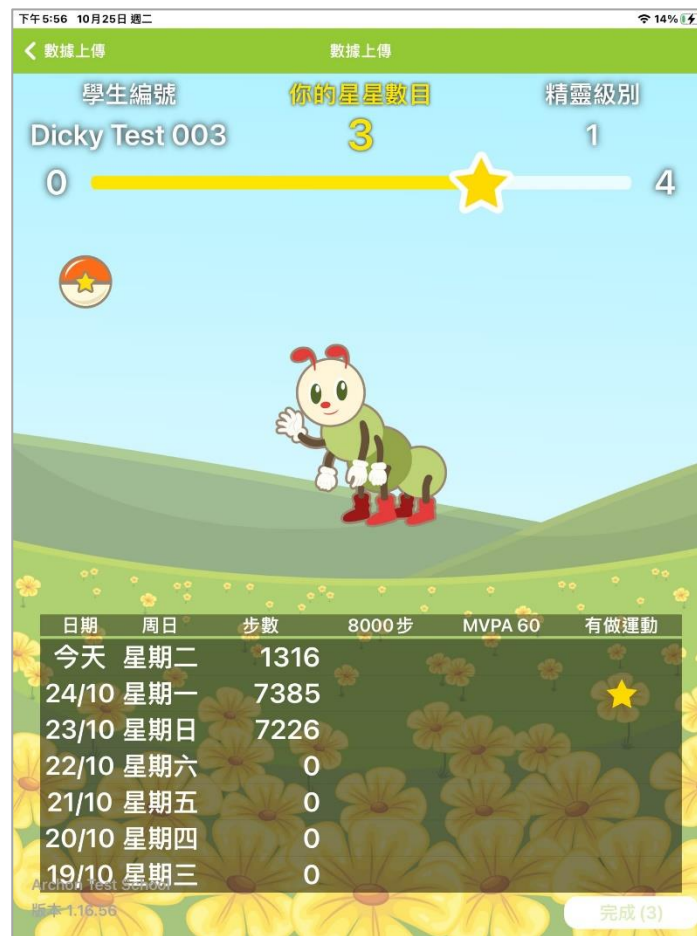 下午5:56 10月25日 週二 14%
數據上傳 數據上傳
學生編號 你的星星數目 精靈級別
Dicky Test 003 3 1
0 4
日期 周日 步數 8000步 MVPA 60 有做運動
今天 星期二 1316
24/10 星期一 7385
23/10 星期日 7226
22/10 星期六 0
21/10 星期五 0
20/10 星期四 0
19/10 星期三 0
Archon Test School
版本 1.16.56 完成 (3)